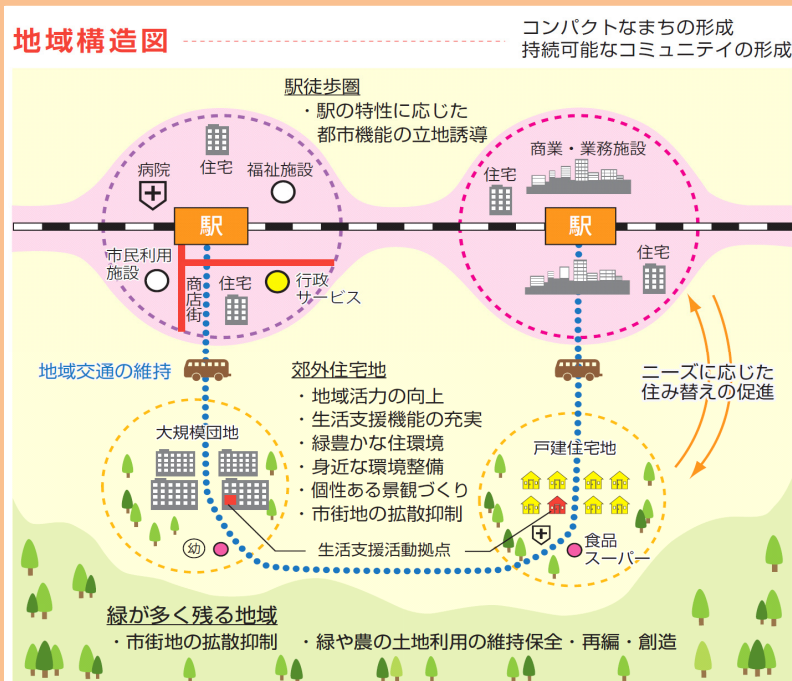 地域構造図
コンパクトなまちの形成
持続可能なコミュニテイの形成
駅徒歩圏
・駅の特性に応じた
都市機能の立地誘導
病院
住宅
福祉施設
駅
市民利用
施設
商店街
住宅
行政
サービス
商業・業務施設
住宅
駅
住宅
地域交通の維持
郊外住宅地
・地域活力の向上
・生活支援機能の充実
・緑豊かな住環境
・身近な環境整備
・個性ある景観づくり
・市街地の拡散抑制
ニーズに応じた
住み替えの促進
大規模団地
戸建住宅地
幼
生活支援活動拠点
食品
スーパー
緑が多く残る地域
・市街地の拡散抑制 ・緑や農の土地利用の維持保全・再編・創造